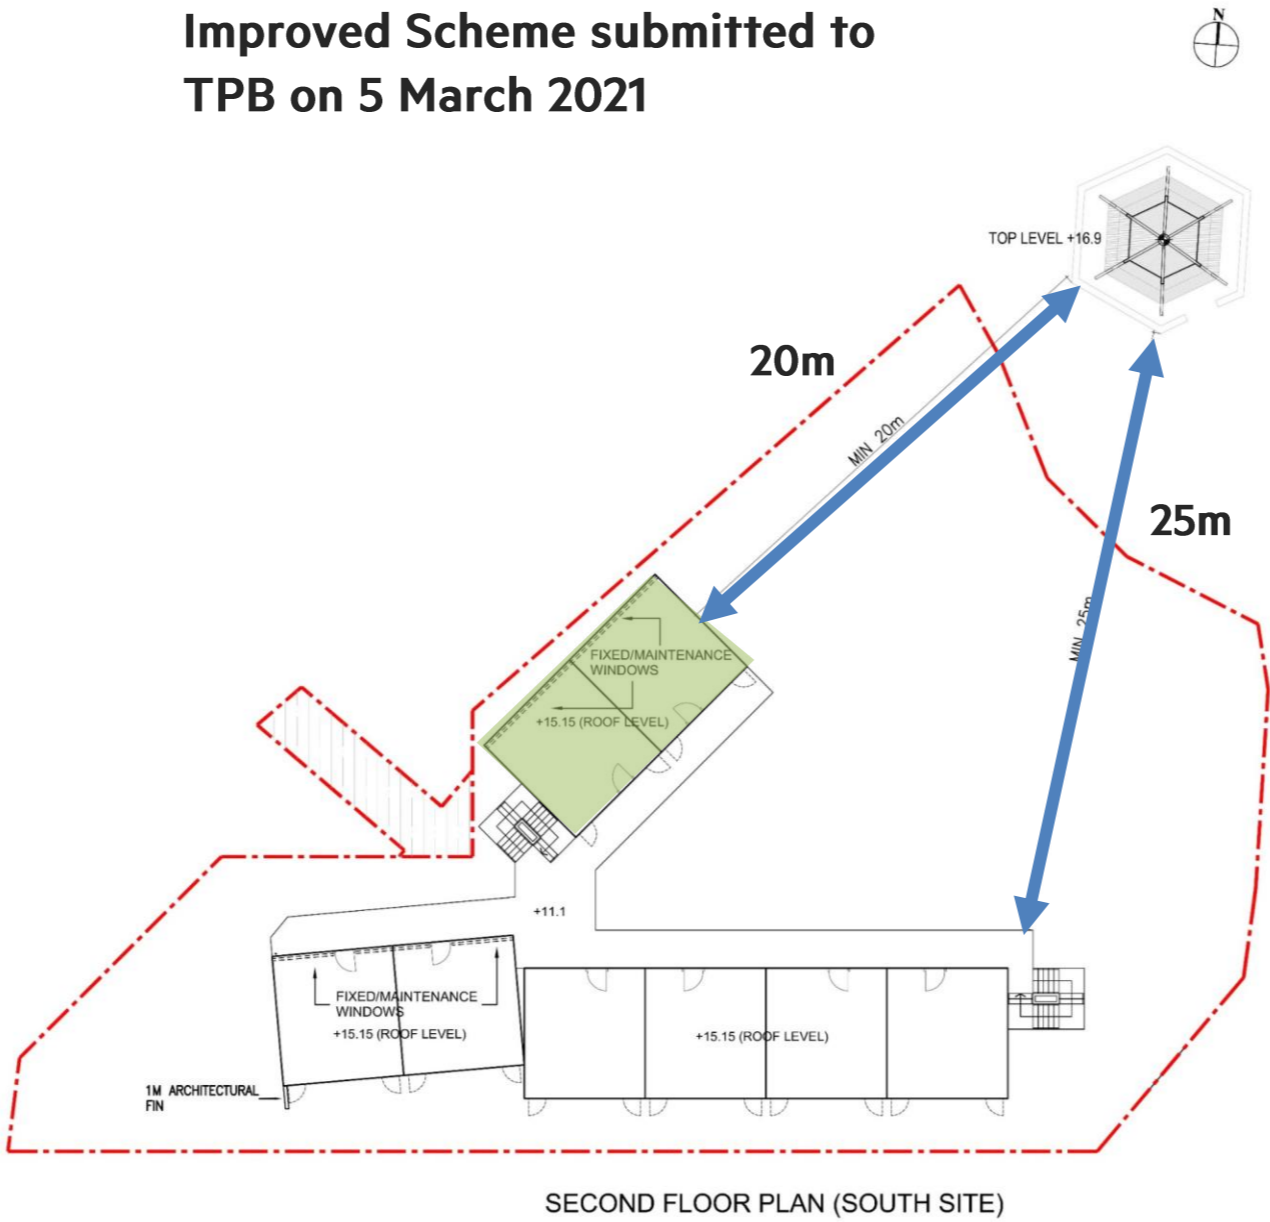 Improved Scheme submitted to
TPB on 5 March 2021
N
TOP LEVEL +16.9
20m
MIN 20m
25m
MIN 25m
FIXED/MAINTENANCE
WINDOWS
+15.15 (ROOF LEVEL)
+11.1
FIXED/MAINTENANCE
WINDOWS
+15.15 (ROOF LEVEL)
+15.15 (ROOF LEVEL)
1M ARCHITECTURAL
FIN
SECOND FLOOR PLAN (SOUTH SITE)